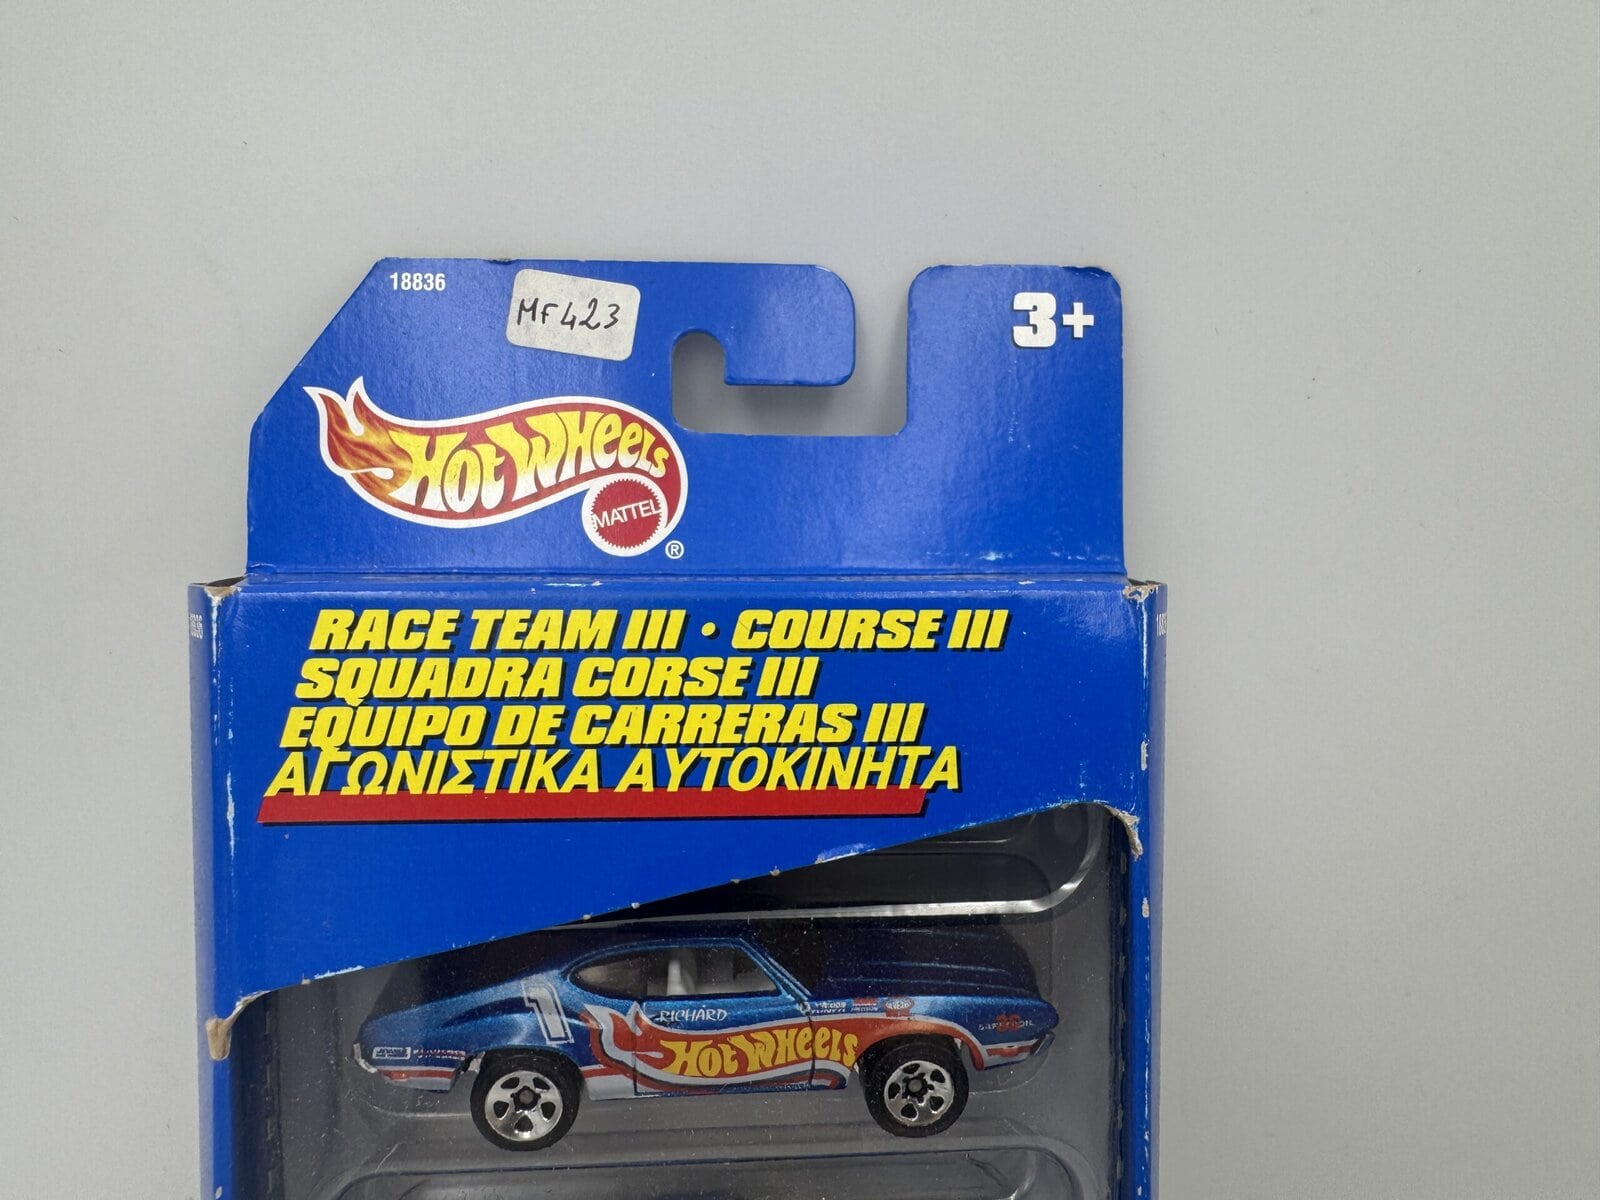 18836
MF423
3+
HOT WHEELS
MATTEL
®
RACE TEAM III • COURSE III
SQUADRA CORSE III
EQUIPO DE CARRERAS III
ΑΓΩΝΙΣΤΙΚΑ ΑΥΤΟΚΙΝΗΤΑ
1
RICHARD
HOT WHEELS